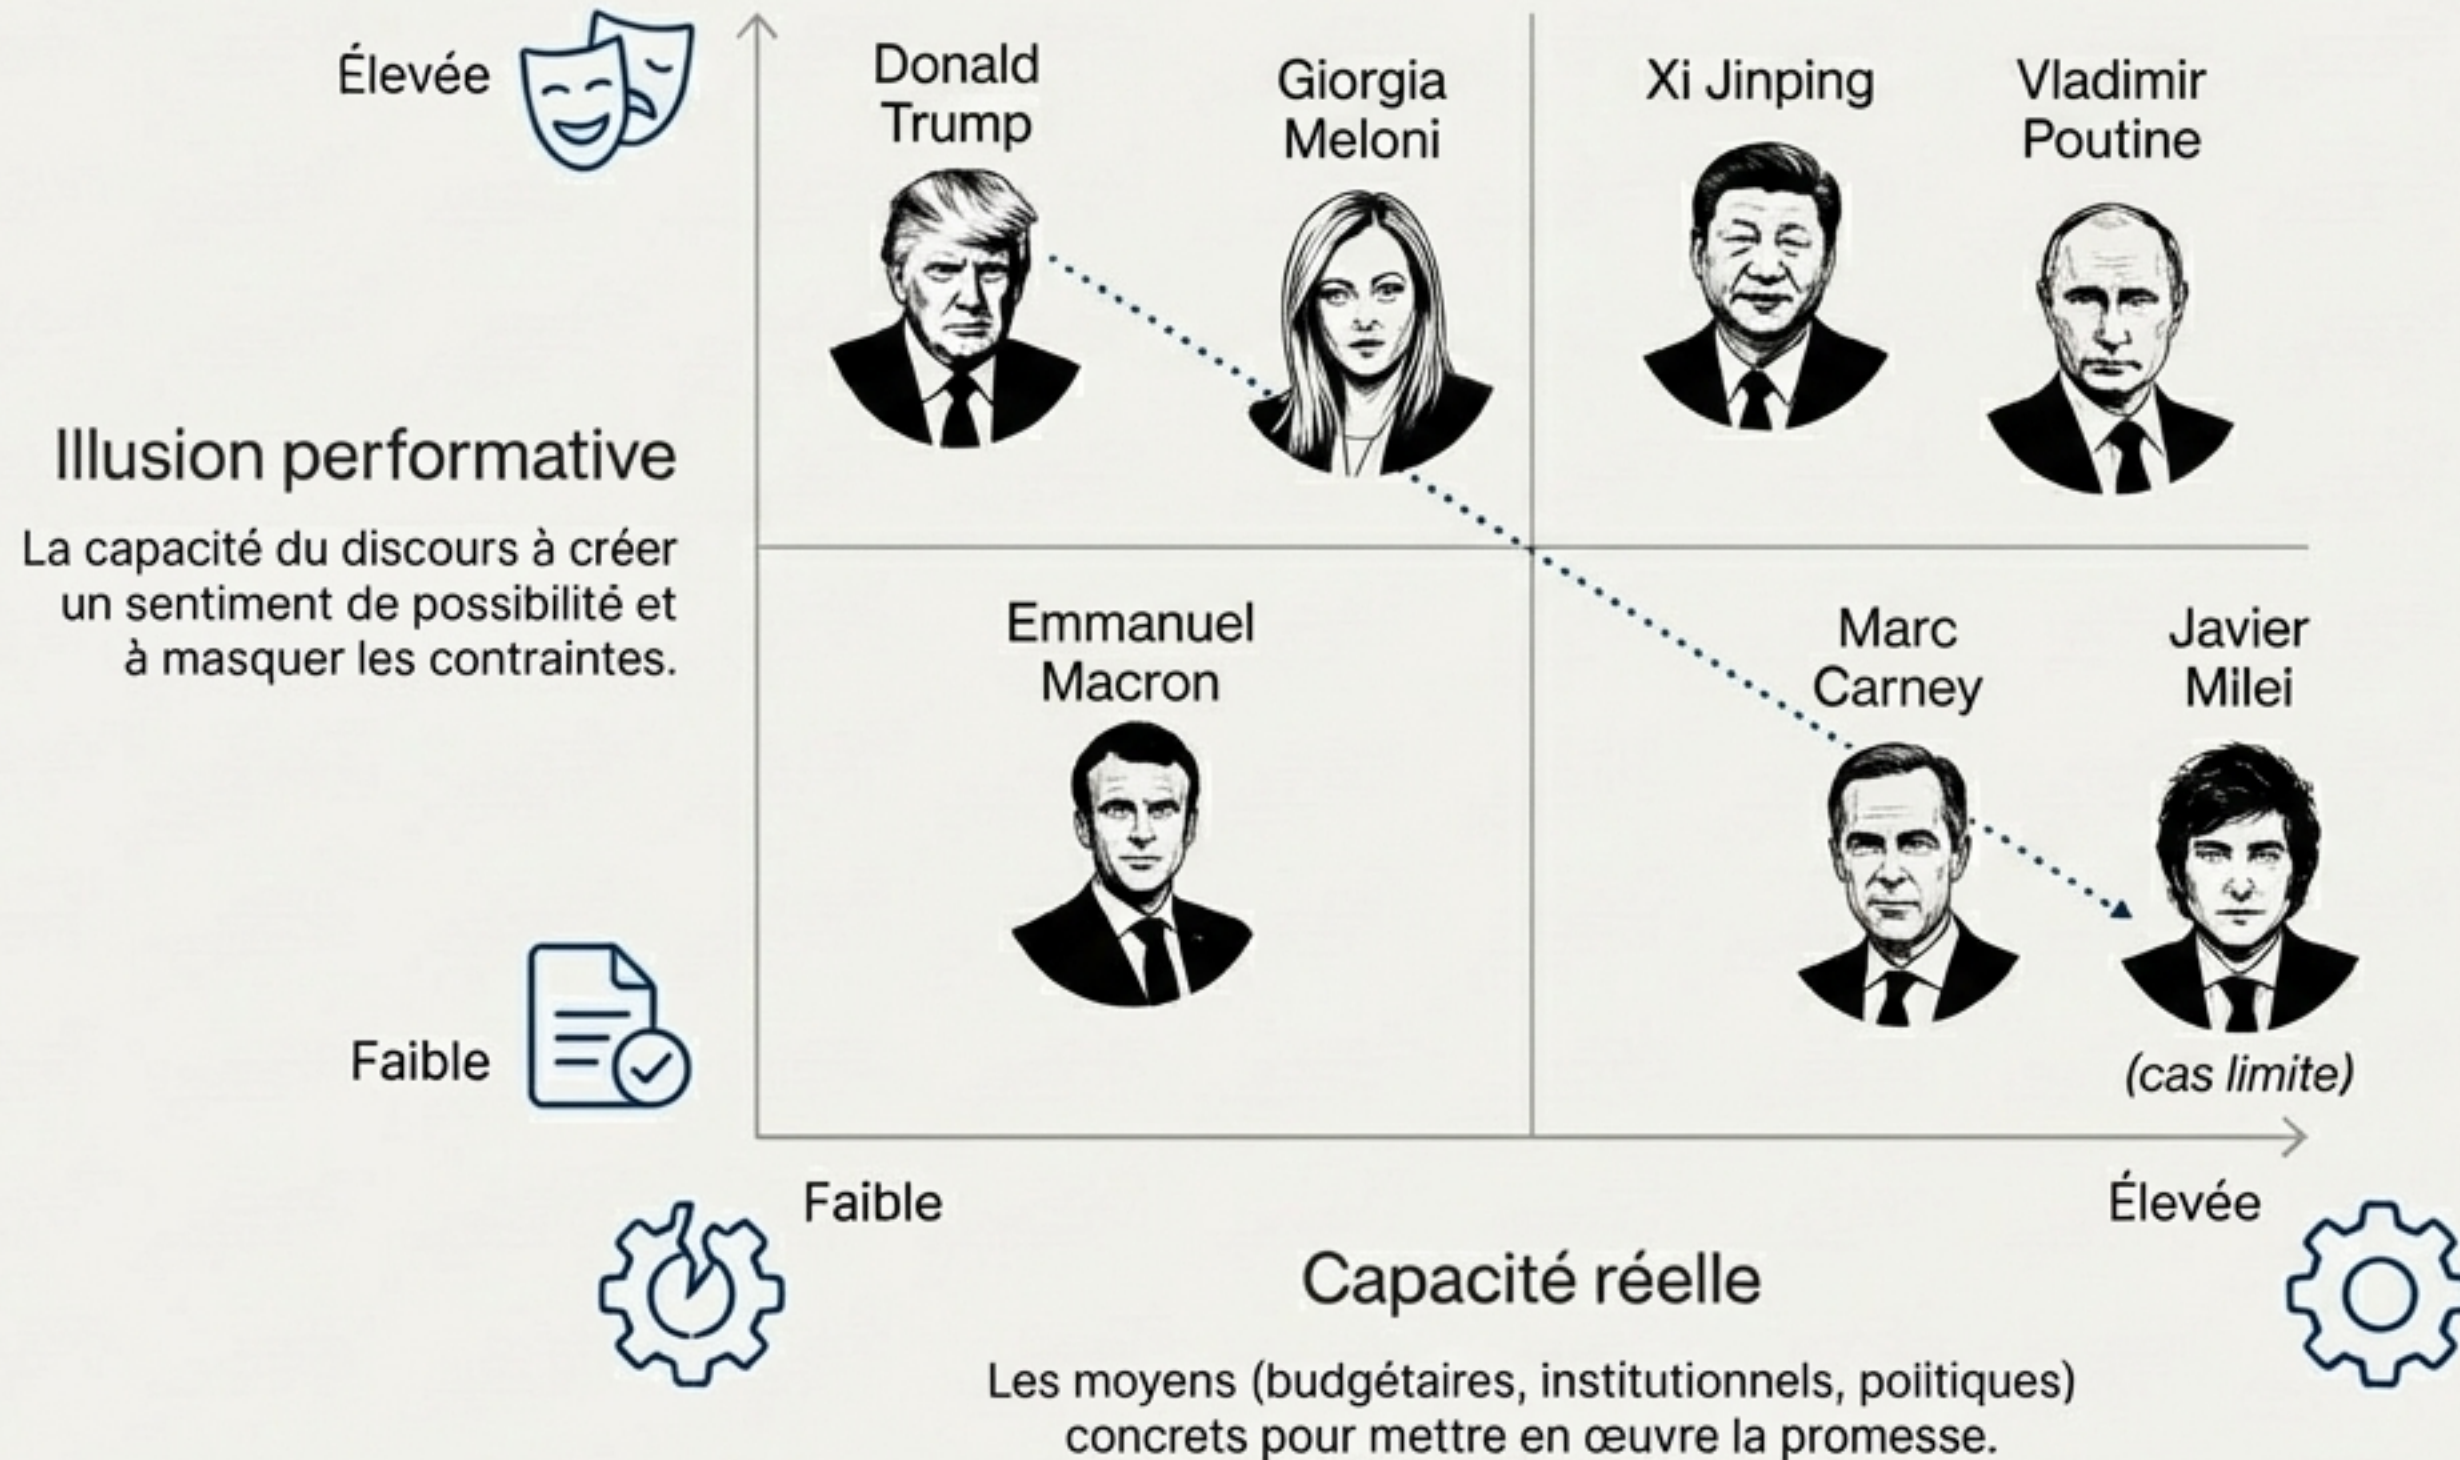 Élevée
Donald
Trump
Giorgia
Meloni
Xi Jinping
Vladimir
Poutine
Illusion performative
La capacité du discours à créer
un sentiment de possibilité et
à masquer les contraintes.
Emmanuel
Macron
Marc
Carney
Javier
Milei
Faible
(cas limite)
Faible
Élevée
Capacité réelle
Les moyens (budgétaires, institutionnels, poiitiques)
concrets pour mettre en œuvre la promesse.